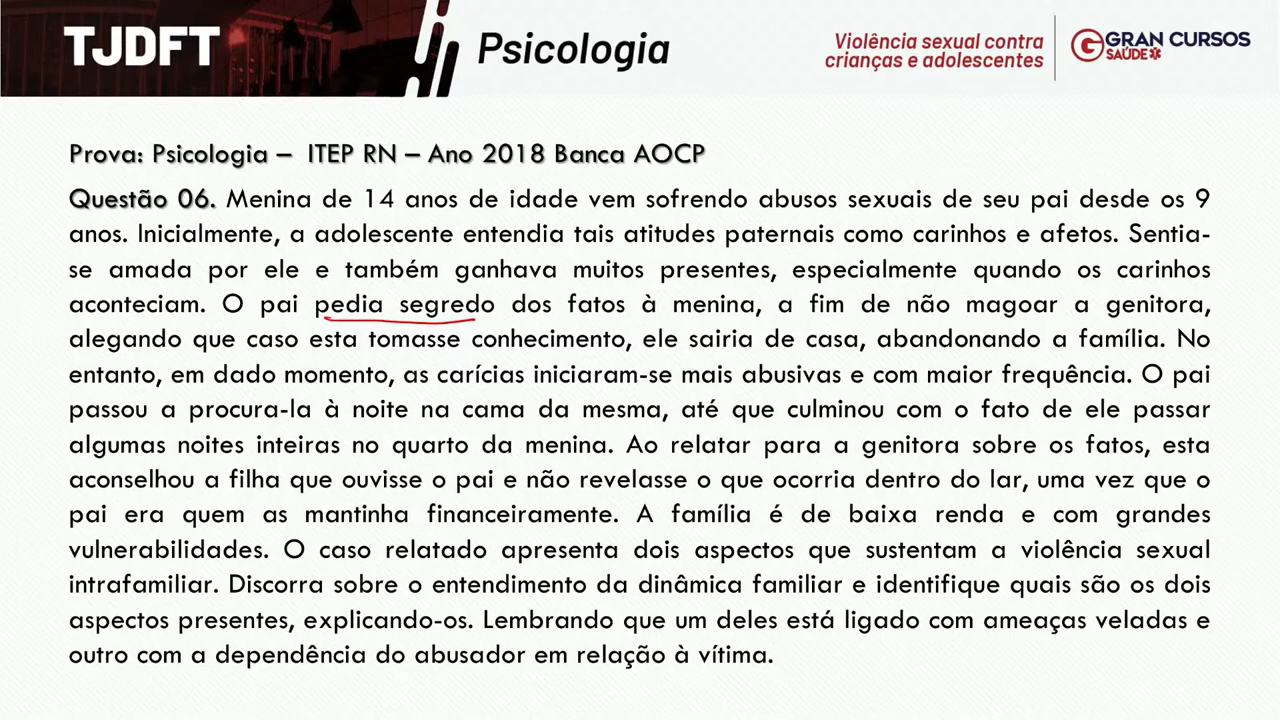 TJDFT
Psicologia
Violência sexual contra
crianças e adolescentes
GRAN CURSOS
SAÚDE
Prova: Psicologia – ITEP RN – Ano 2018 Banca AOCP
Questão 06. Menina de 14 anos de idade vem sofrendo abusos sexuais de seu pai desde os 9
anos. Inicialmente, a adolescente entendia tais atitudes paternais como carinhos e afetos. Sentia-
se amada por ele e também ganhava muitos presentes, especialmente quando os carinhos
aconteciam. O pai pedia segredo dos fatos à menina, a fim de não magoar a genitora,
alegando que caso esta tomasse conhecimento, ele sairia de casa, abandonando a família. No
entanto, em dado momento, as carícias iniciaram-se mais abusivas e com maior frequência. O pai
passou a procura-la à noite na cama da mesma, até que culminou com o fato de ele passar
algumas noites inteiras no quarto da menina. Ao relatar para a genitora sobre os fatos, esta
aconselhou a filha que ouvisse o pai e não revelasse o que ocorria dentro do lar, uma vez que o
pai era quem as mantinha financeiramente. A família é de baixa renda e com grandes
vulnerabilidades. O caso relatado apresenta dois aspectos que sustentam a violência sexual
intrafamiliar. Discorra sobre o entendimento da dinâmica familiar e identifique quais são os dois
aspectos presentes, explicando-os. Lembrando que um deles está ligado com ameaças veladas e
outro com a dependência do abusador em relação à vítima.